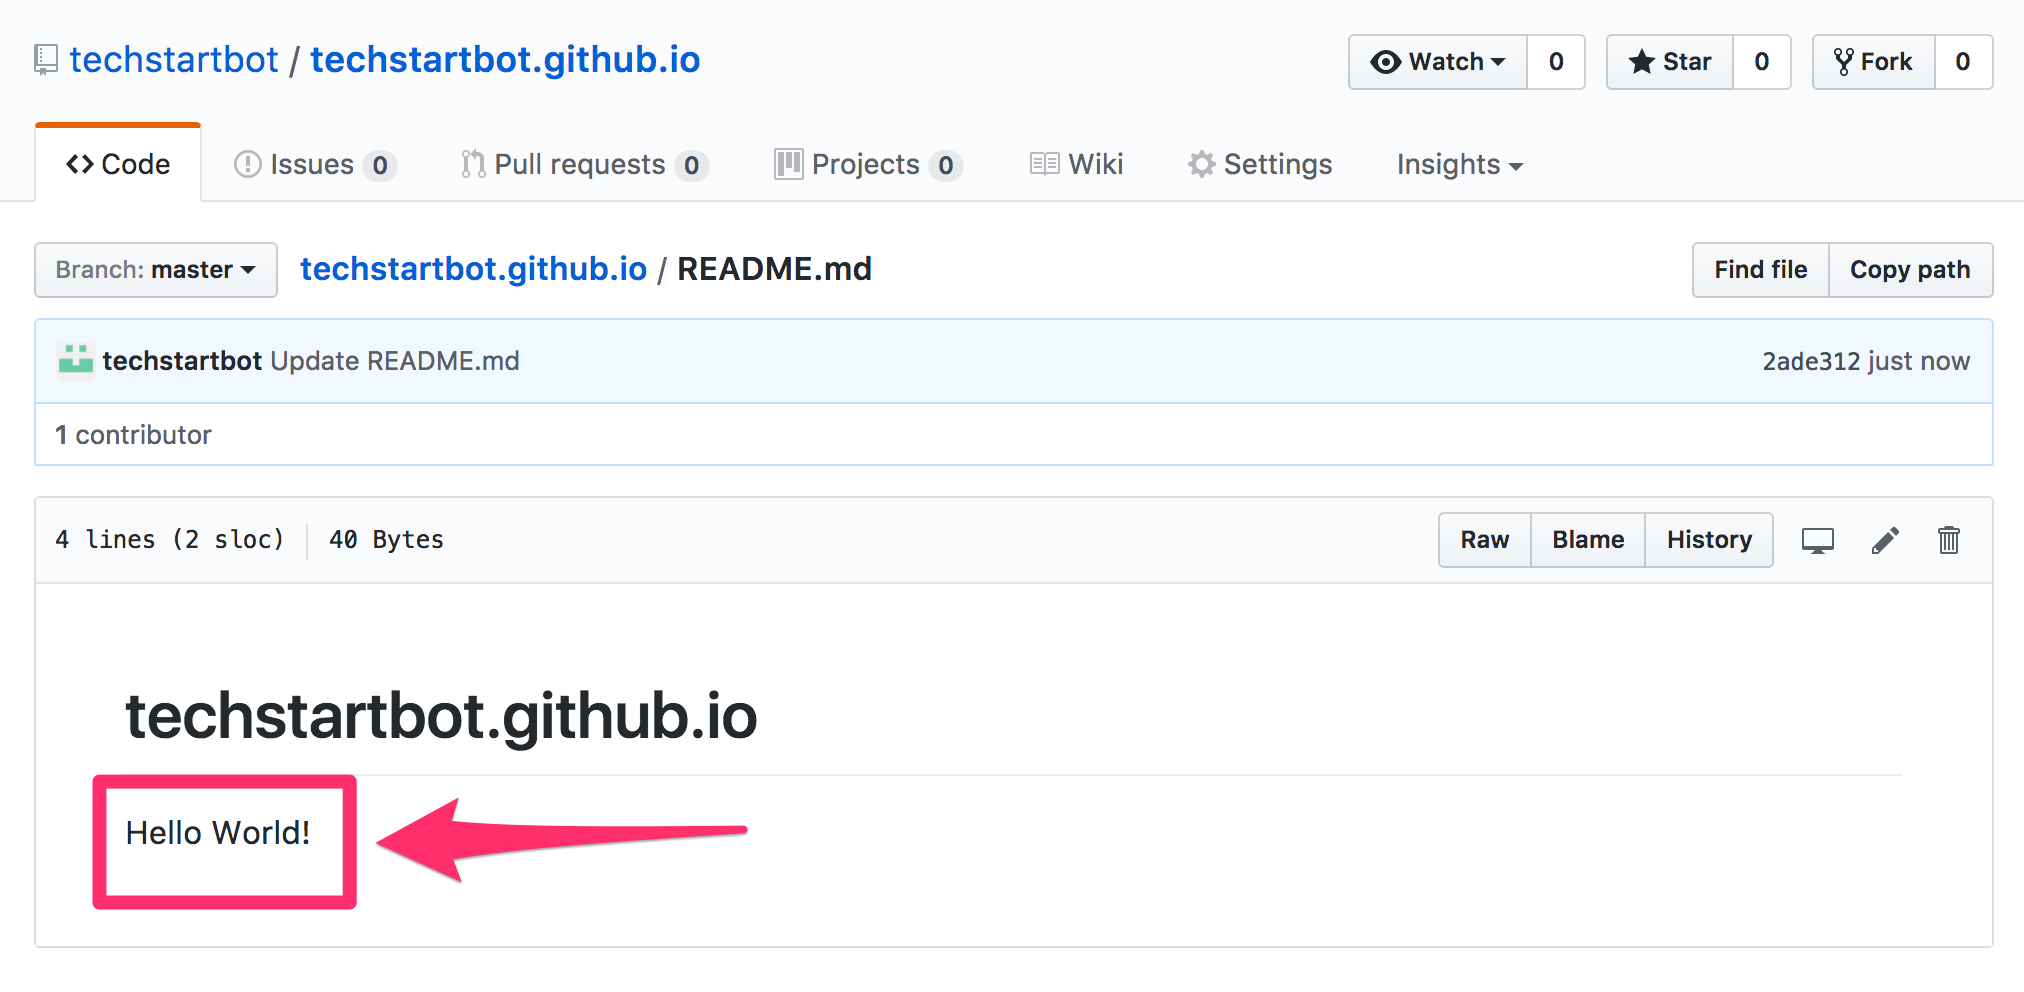 techstartbot / techstartbot.github.io Watch 0 Star 0 Fork 0
Code Issues 0 Pull requests 0 Projects 0 Wiki Settings Insights
Branch: master techstartbot.github.io / README.md Find file Copy path
techstartbot Update README.md 2ade312 just now
1 contributor
4 lines (2 sloc) 40 Bytes Raw Blame History
techstartbot.github.io
Hello World!